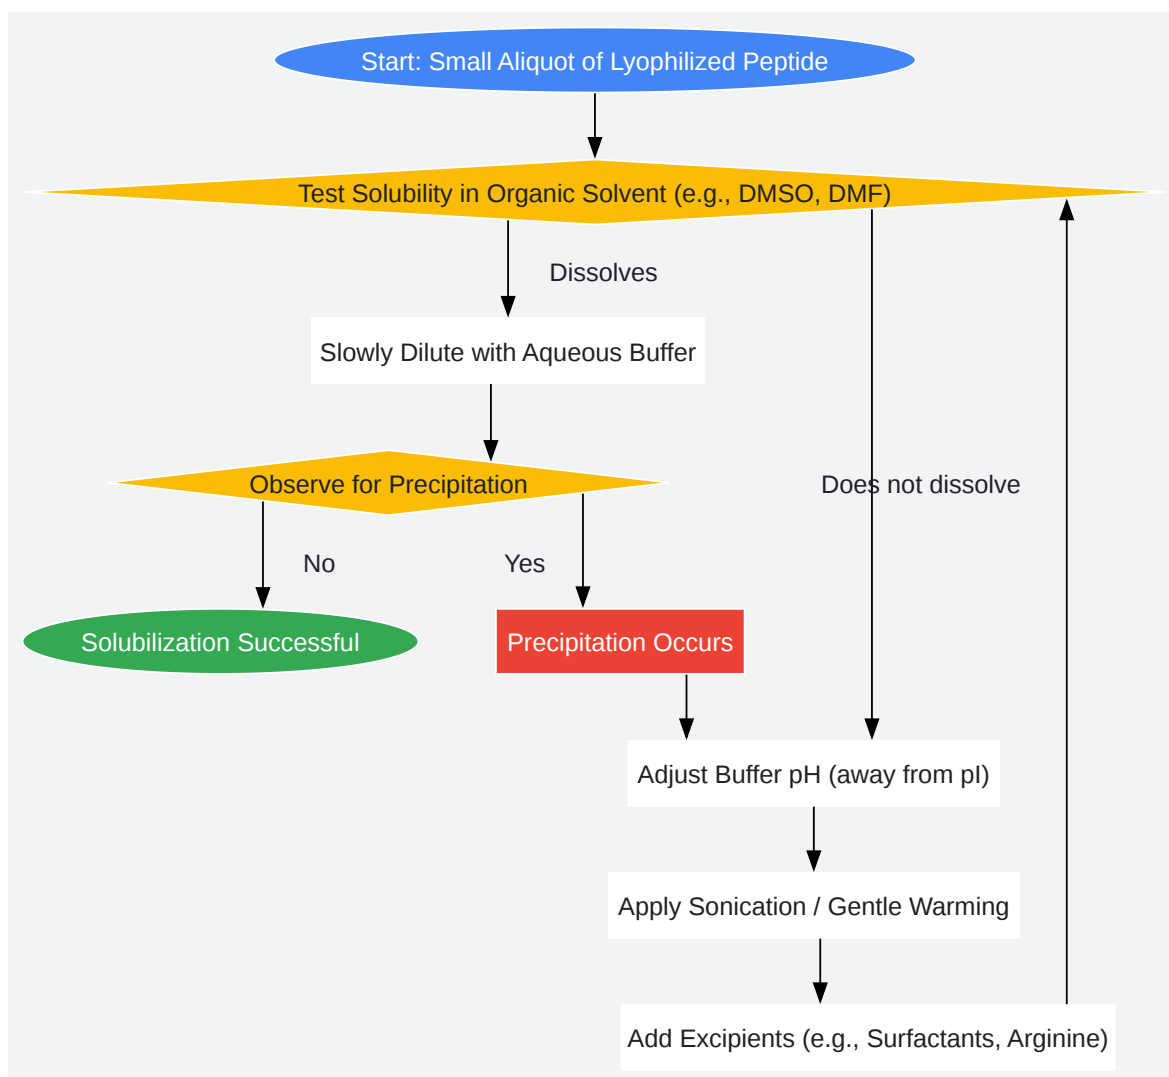 Start: Small Aliquot of Lyophilized Peptide
Test Solubility in Organic Solvent (e.g., DMSO, DMF)
Dissolves
Slowly Dilute with Aqueous Buffer
Observe for Precipitation
Does not dissolve
No
Yes
Solubilization Successful
Precipitation Occurs
Adjust Buffer pH (away from pI)
Apply Sonication / Gentle Warming
Add Excipients (e.g., Surfactants, Arginine)